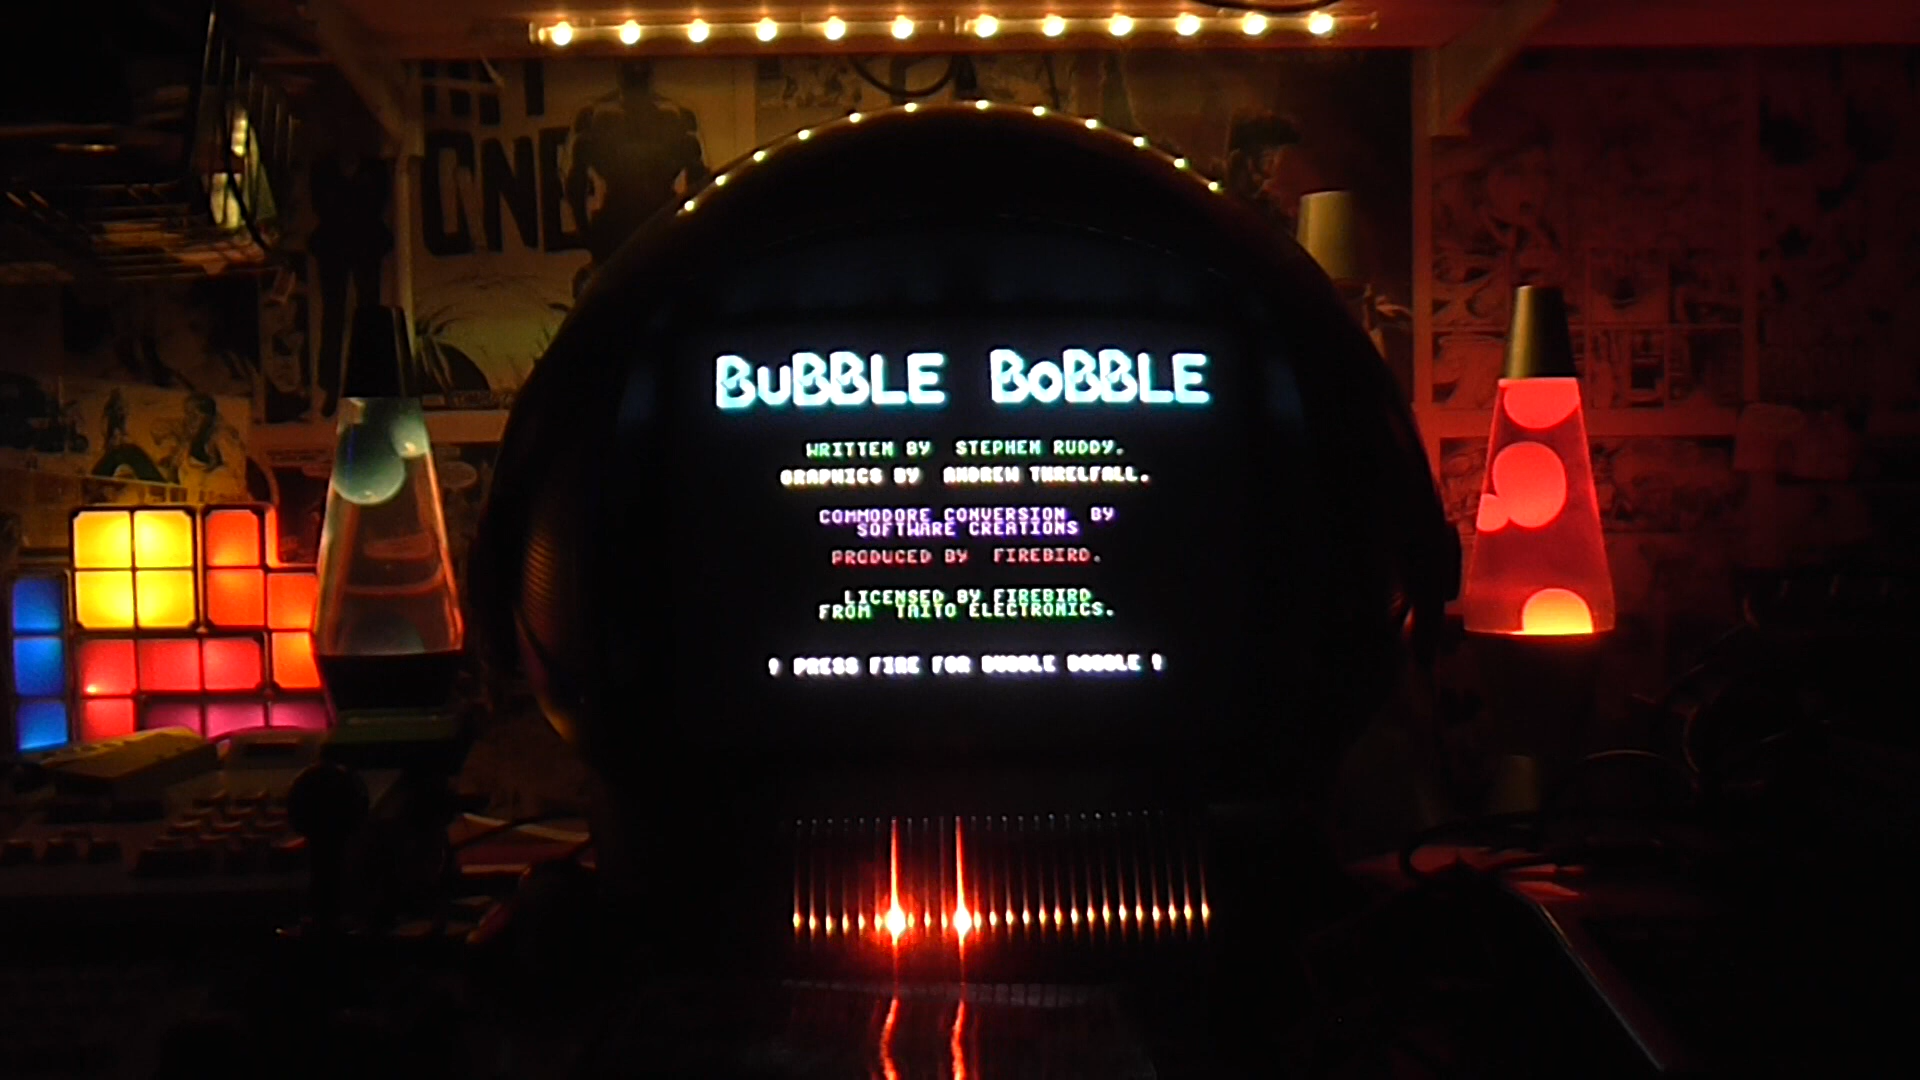 ONE
BuBBLE BoBBLE
WRITTEN BY STEPHEN RUDDY.
GRAPHICS BY ANDREW THRELFALL.
COMMODORE CONVERSION BY
SOFTWARE CREATIONS
PRODUCED BY FIREBIRD.
LICENSED BY FIREBIRD
FROM TAITO ELECTRONICS.
! PRESS FIRE FOR BUBBLE BOBBLE !